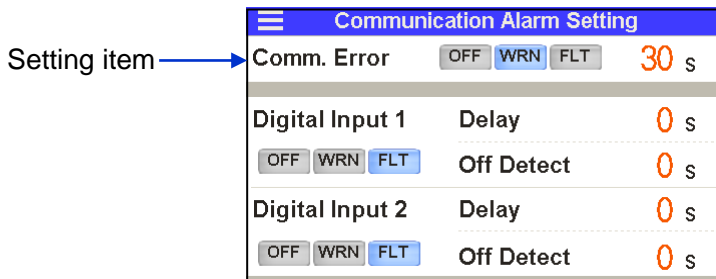 Communication Alarm Setting
Setting item
Comm. Error OFF WRN FLT 30 s
Digital Input 1 Delay 0 s
OFF WRN FLT Off Detect 0 s
Digital Input 2 Delay 0 s
OFF WRN FLT Off Detect 0 s